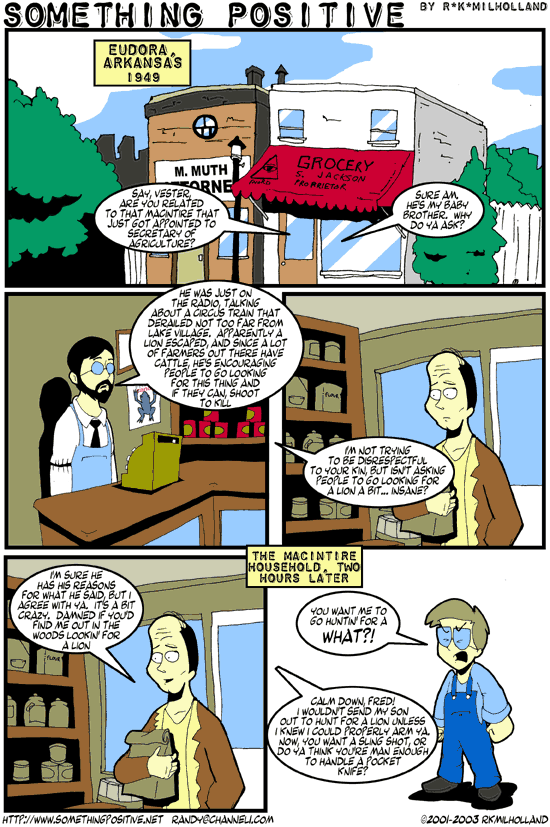 SOMETHING POSITIVE
BY R*K*MILHOLLAND
EUDORA,
ARKANSAS
1949
M. MUTH
TTORNE
GROCERY
S. JACKSON
PROPRIETOR
SAY, VESTER,
ARE YOU RELATED
TO THAT MACINTIRE THAT
JUST GOT APPOINTED TO
SECRETARY OF
AGRICULTURE?
SURE AM.
HE'S MY BABY
BROTHER. WHY
DO YA ASK?
HE WAS JUST ON
THE RADIO, TALKING
ABOUT A CIRCUS TRAIN THAT
DERAILED NOT TOO FAR FROM
LAKE VILLAGE. APPARENTLY A
LION ESCAPED, AND SINCE A LOT
OF FARMERS OUT THERE HAVE
CATTLE, HE'S ENCOURAGING
PEOPLE TO GO LOOKING
FOR THIS THING AND
IF THEY CAN, SHOOT
TO KILL
FLOUR
I'M NOT TRYING
TO BE DISRESPECTFUL
TO YOUR KIN, BUT ISN'T ASKING
PEOPLE TO GO LOOKING FOR
A LION A BIT... INSANE?
I'M SURE HE
HAS HIS REASONS
FOR WHAT HE SAID, BUT I
AGREE WITH YA. IT'S A BIT
CRAZY. DAMNED IF YOU'D
FIND ME OUT IN THE
WOODS LOOKIN' FOR
A LION
THE MACINTIRE
HOUSEHOLD, TWO
HOURS LATER
YOU WANT ME TO
GO HUNTIN' FOR A
WHAT?!
CALM DOWN, FRED!
I WOULDN'T SEND MY SON
OUT TO HUNT FOR A LION UNLESS
I KNEW I COULD PROPERLY ARM YA.
NOW, YOU WANT A SLING SHOT, OR
DO YA THINK YOU'RE MAN ENOUGH
TO HANDLE A POCKET
KNIFE?
HTTP://WWW.SOMETHINGPOSITIVE.NET RANDY@CHANNEL1.COM
©2001-2003 RKMILHOLLAND